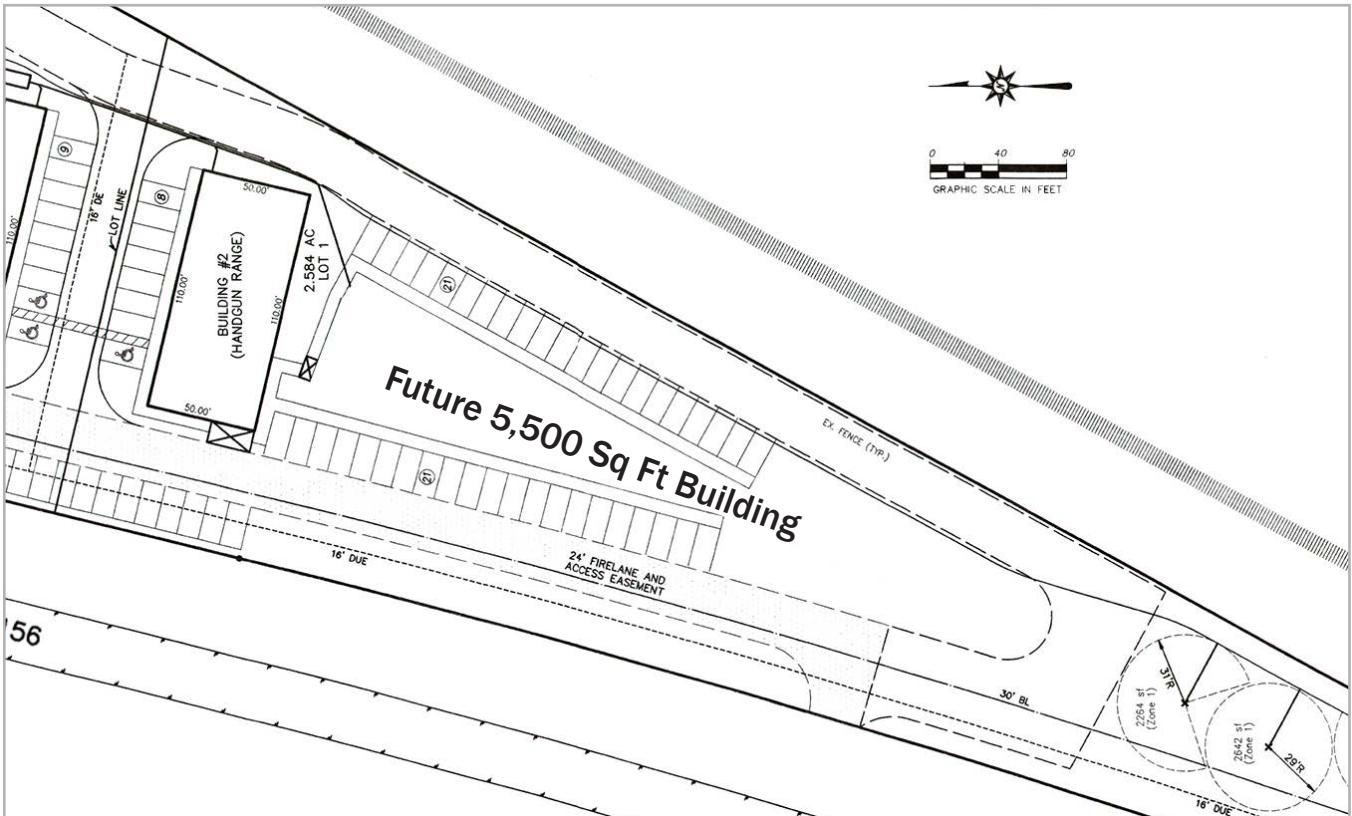 N
0 40 80
GRAPHIC SCALE IN FEET
9
110.00'
16' DE
LOT LINE
8
50.00'
110.00'
BUILDING #2
(HANDGUN RANGE)
110.00'
50.00'
2.584 AC
LOT 1
21
Future 5,500 Sq Ft Building
21
EX. FENCE (TYP.)
16' DUE
24' FIRELANE AND
ACCESS EASEMENT
156
30' BL
31'R
2264 sf
(Zone 1)
2642 sf
(Zone 1)
29'R
16' DUE